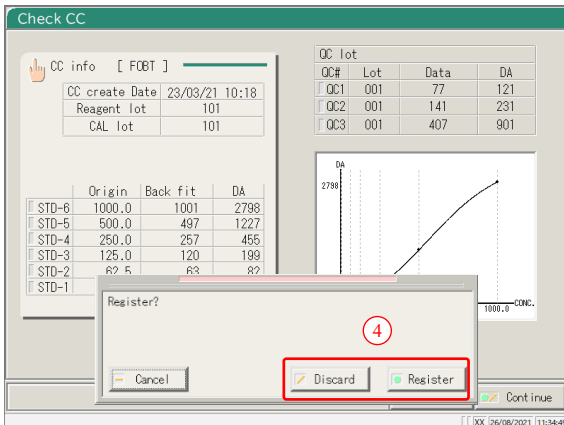 Check CC
CC info [ FOBT ]
CC create Date 23/03/21 10:18
Reagent lot 101
CAL lot 101
Origin Back fit DA
STD-6 1000.0 1001 2798
STD-5 500.0 497 1227
STD-4 250.0 257 455
STD-3 125.0 120 199
STD-2 62.5 63 82
STD-1
QC lot
QC# Lot Data DA
QC1 001 77 121
QC2 001 141 231
QC3 001 407 901
DA
2798
1000.0 CONC.
Register?
4
Cancel Discard Register
Continue
XX 26/08/2021 11:34:45